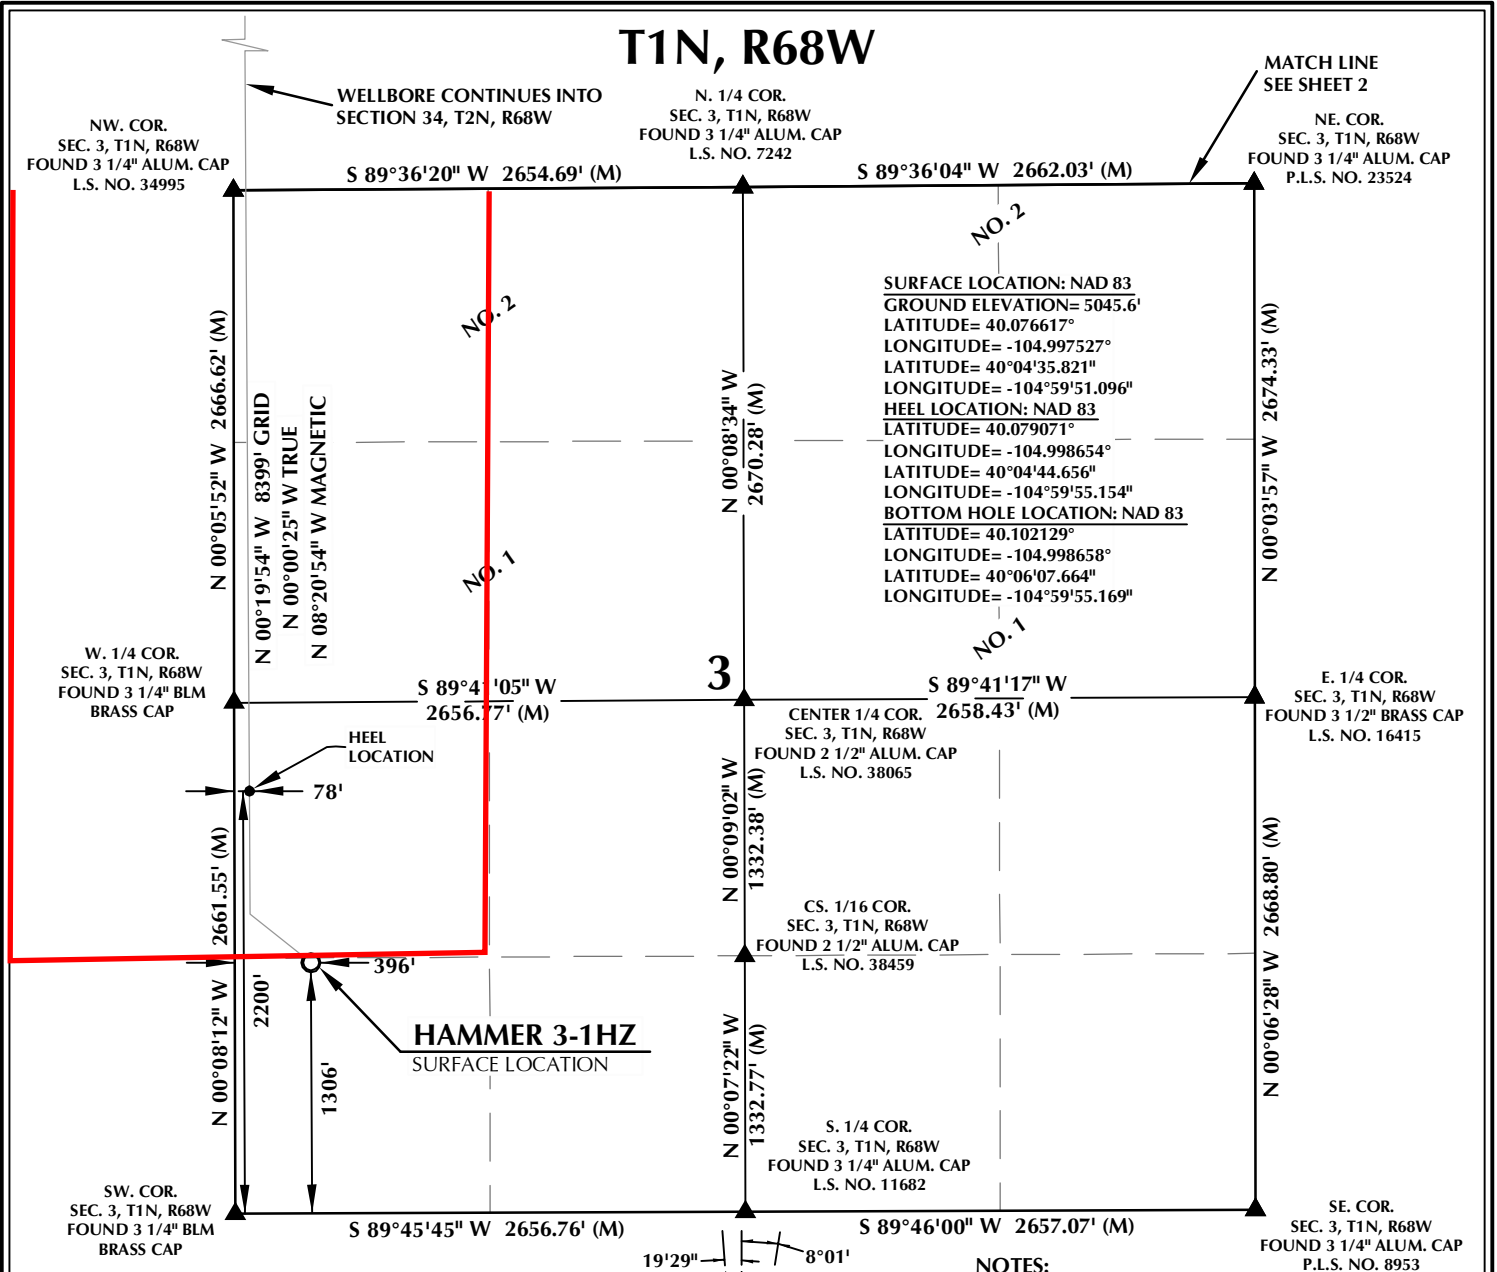 T1N, R68W
MATCH LINE
SEE SHEET 2
WELLBORE CONTINUES INTO
SECTION 34, T2N, R68W
N. 1/4 COR.
SEC. 3, T1N, R68W
FOUND 3 1/4" ALUM. CAP
L.S. NO. 7242
NW. COR.
SEC. 3, T1N, R68W
FOUND 3 1/4" ALUM. CAP
L.S. NO. 34995
NE. COR.
SEC. 3, T1N, R68W
FOUND 3 1/4" ALUM. CAP
P.L.S. NO. 23524
S 89°36'20" W 2654.69' (M)
S 89°36'04" W 2662.03' (M)
NO. 2
NO. 2
SURFACE LOCATION: NAD 83
GROUND ELEVATION= 5045.6'
LATITUDE= 40.076617°
LONGITUDE= -104.997527°
LATITUDE= 40°04'35.821"
LONGITUDE= -104°59'51.096"
HEEL LOCATION: NAD 83
LATITUDE= 40.079071°
LONGITUDE= -104.998654°
LATITUDE= 40°04'44.656"
LONGITUDE= -104°59'55.154"
BOTTOM HOLE LOCATION: NAD 83
LATITUDE= 40.102129°
LONGITUDE= -104.998658°
LATITUDE= 40°06'07.664"
LONGITUDE= -104°59'55.169"
N 00°05'52" W 2666.62' (M)
N 00°19'54" W 8399' GRID
N 00°00'25" W TRUE
N 08°20'54" W MAGNETIC
N 00°08'34" W
2670.28' (M)
N 00°03'57" W 2674.33' (M)
NO. 1
NO. 1
W. 1/4 COR.
SEC. 3, T1N, R68W
FOUND 3 1/4" BLM
BRASS CAP
S 89°41'05" W
2656.77' (M)
3
S 89°41'17" W
2658.43' (M)
E. 1/4 COR.
SEC. 3, T1N, R68W
FOUND 3 1/2" BRASS CAP
L.S. NO. 16415
CENTER 1/4 COR.
SEC. 3, T1N, R68W
FOUND 2 1/2" ALUM. CAP
L.S. NO. 38065
HEEL
LOCATION
78'
N 00°08'12" W 2661.55' (M)
2200'
N 00°09'02" W
1332.38' (M)
N 00°06'28" W 2668.80' (M)
CS. 1/16 COR.
SEC. 3, T1N, R68W
FOUND 2 1/2" ALUM. CAP
L.S. NO. 38459
396'
HAMMER 3-1HZ
SURFACE LOCATION
1306'
N 00°07'22" W
1332.77' (M)
S. 1/4 COR.
SEC. 3, T1N, R68W
FOUND 3 1/4" ALUM. CAP
L.S. NO. 11682
SW. COR.
SEC. 3, T1N, R68W
FOUND 3 1/4" BLM
BRASS CAP
SE. COR.
SEC. 3, T1N, R68W
FOUND 3 1/4" ALUM. CAP
P.L.S. NO. 8953
S 89°45'45" W 2656.76' (M)
S 89°46'00" W 2657.07' (M)
19'29"
8°01'
NOTES: